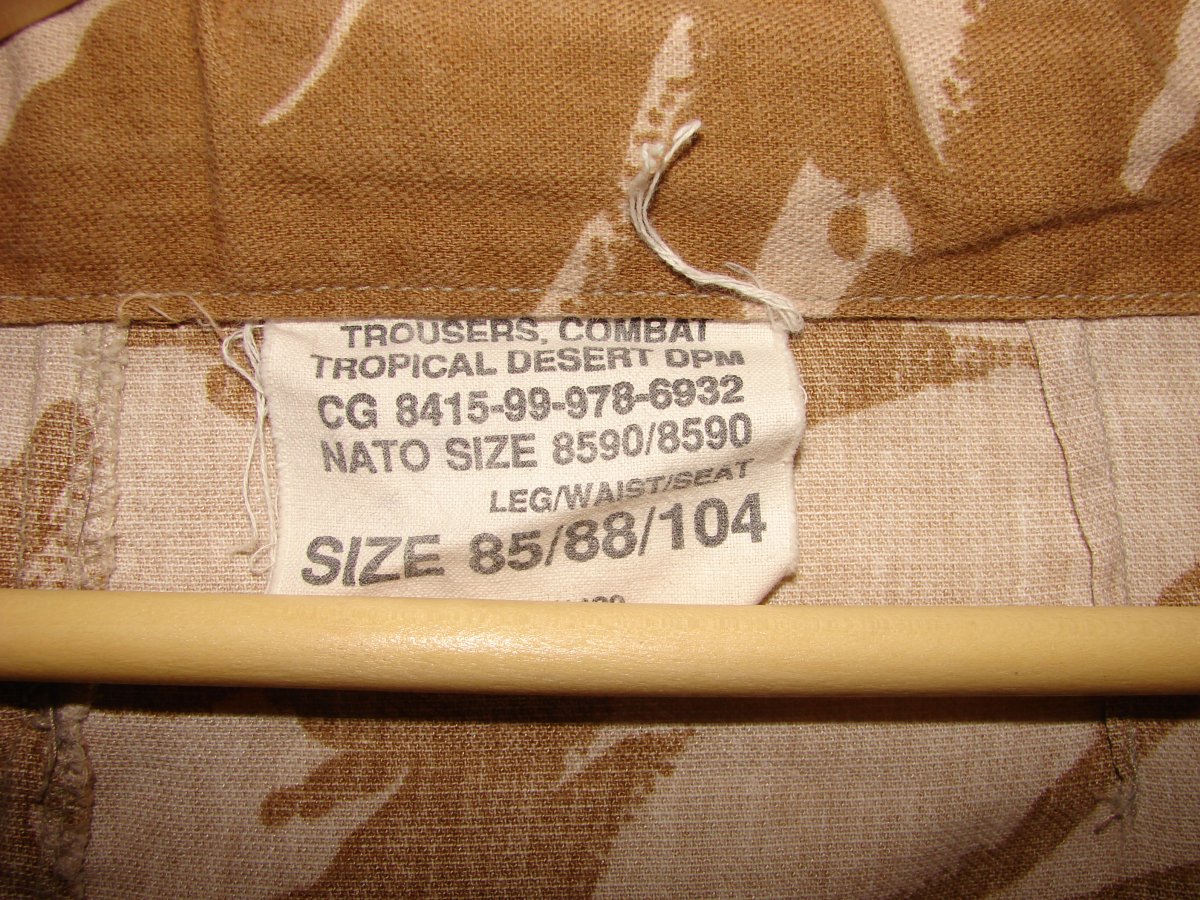 TROUSERS, COMBAT
TROPICAL DESERT DPM
CG 8415-99-978-6932
NATO SIZE 8590/8590
LEG/WAIST/SEAT
SIZE 85/88/104